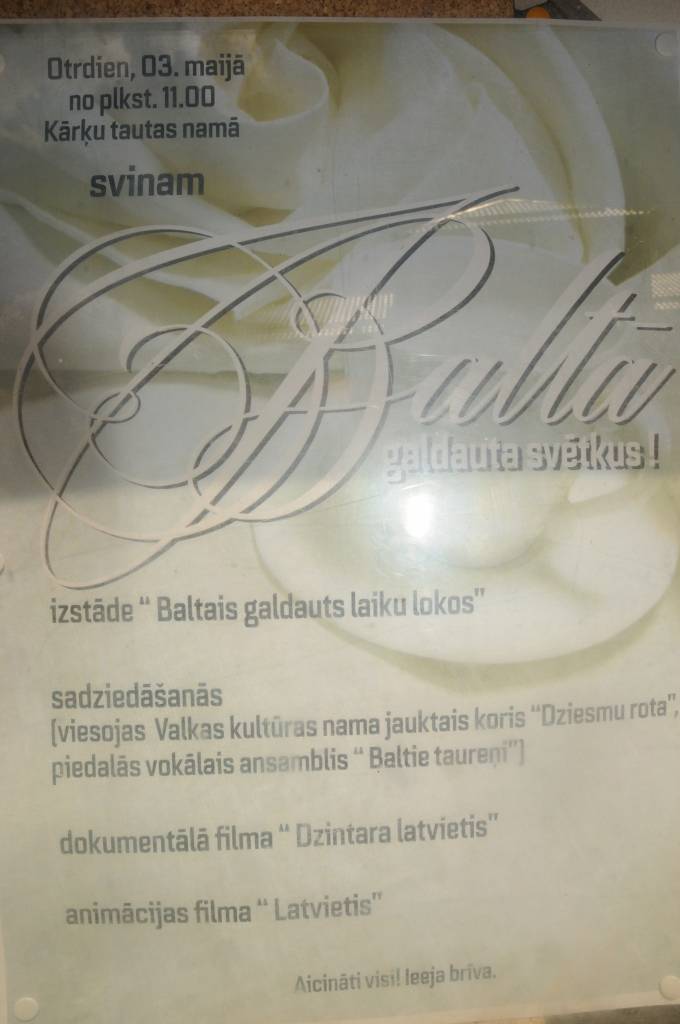 Otrdien, 03. maijā
no plkst. 11.00
Kārķu tautas namā
svinam
Baltā
galdauta svētkus !
izstāde “ Baltais galdauts laiku lokos”
sadziedāšanās
(viesojas Valkas kultūras nama jauktais koris “Dziesmu rota”,
piedalās vokālais ansamblis “ Baltie taureņi”)
dokumentālā filma “ Dzintara latvietis”
animācijas filma “ Latvietis”
Aicināti visi! Ieeja brīva.